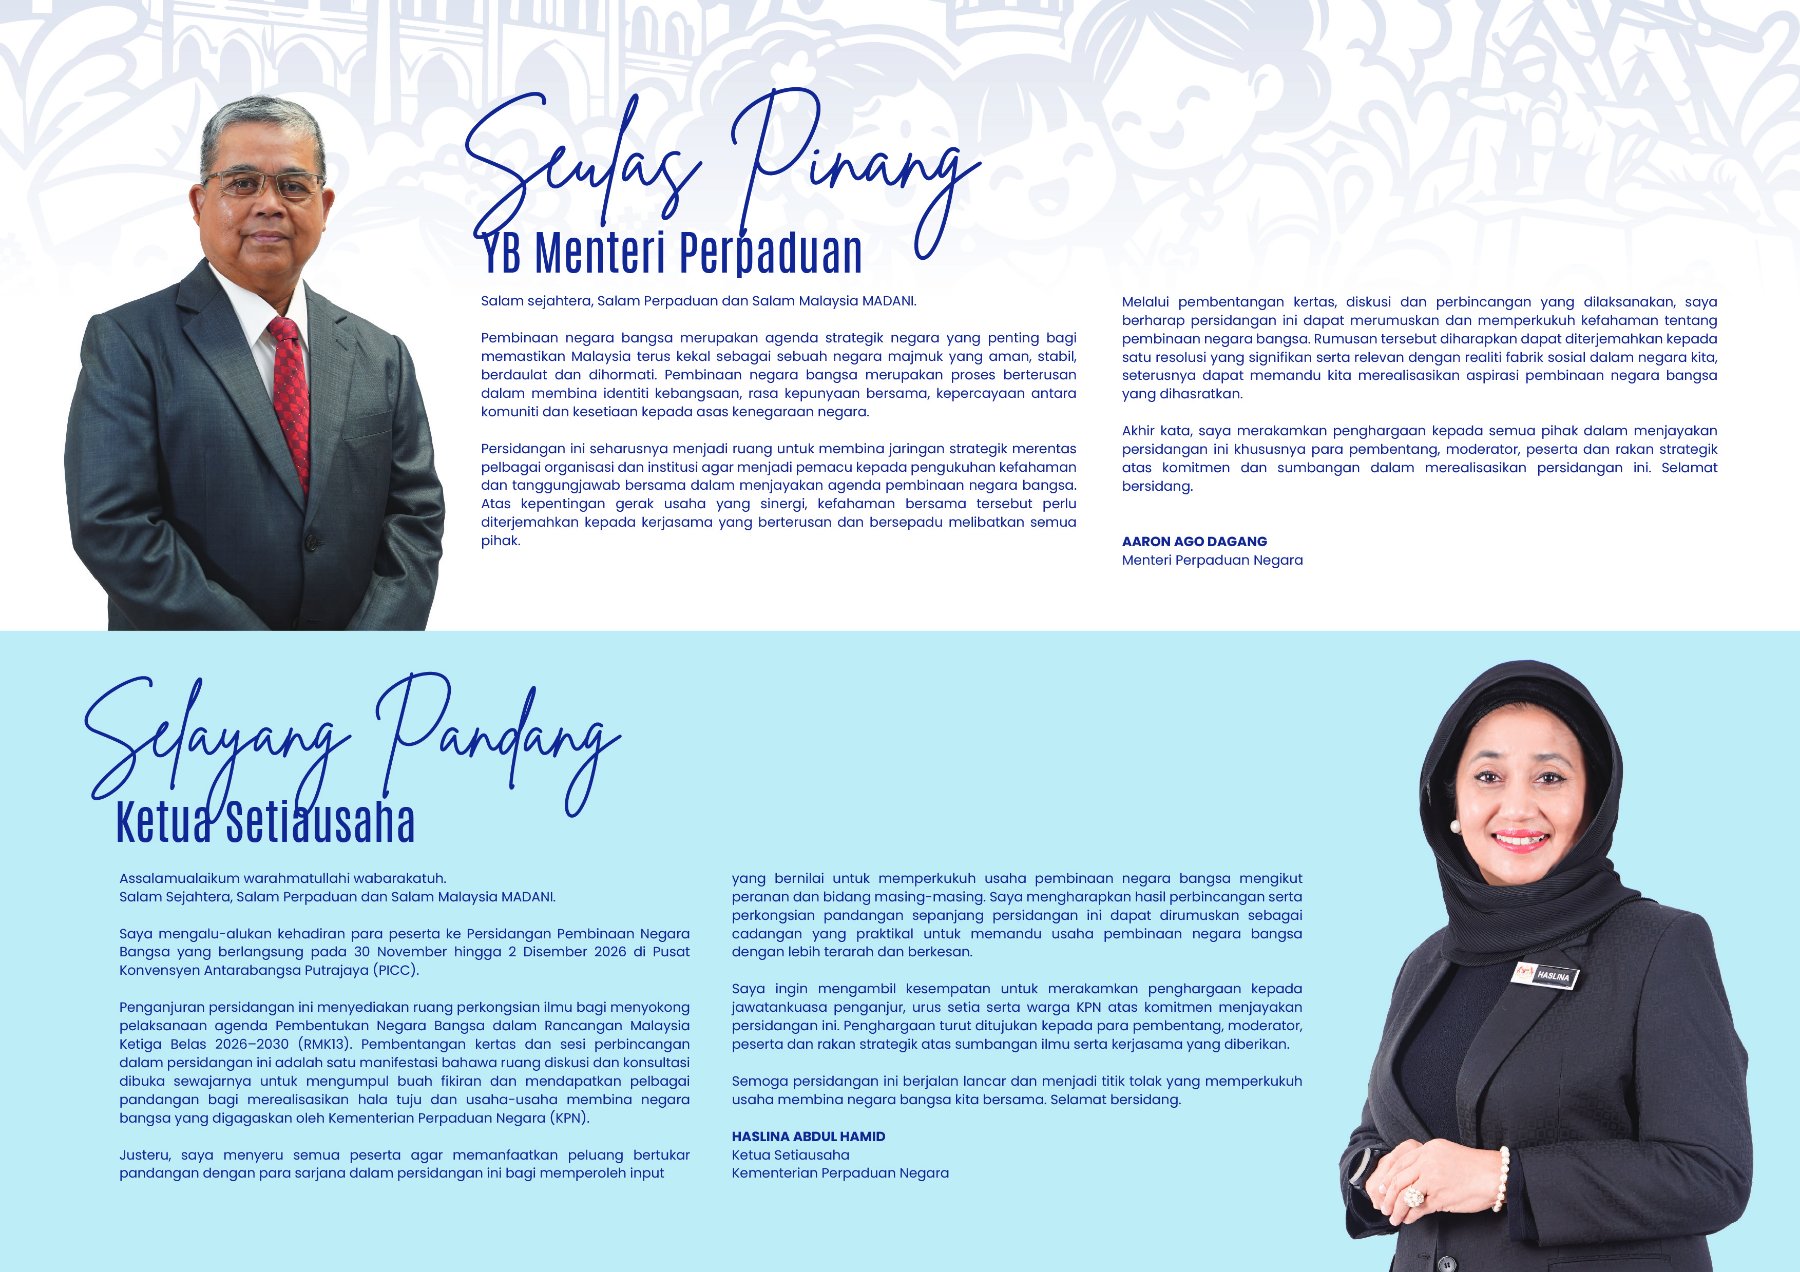 Seulas Pinang
YB Menteri Perpaduan
Salam sejahtera, Salam Perpaduan dan Salam Malaysia MADANI.
Pembinaan negara bangsa merupakan agenda strategik negara yang penting bagi
memastikan Malaysia terus kekal sebagai sebuah negara majmuk yang aman, stabil,
berdaulat dan dihormati. Pembinaan negara bangsa merupakan proses berterusan
dalam membina identiti kebangsaan, rasa kepunyaan bersama, kepercayaan antara
komuniti dan kesetiaan kepada asas kenegaraan negara.
Persidangan ini seharusnya menjadi ruang untuk membina jaringan strategik merentas
pelbagai organisasi dan institusi agar menjadi pemacu kepada pengukuhan kefahaman
dan tanggungjawab bersama dalam menjayakan agenda pembinaan negara bangsa.
Atas kepentingan gerak usaha yang sinergi, kefahaman bersama tersebut perlu
diterjemahkan kepada kerjasama yang berterusan dan bersepadu melibatkan semua
pihak.
Melalui pembentangan kertas, diskusi dan perbincangan yang dilaksanakan, saya
berharap persidangan ini dapat merumuskan dan memperkukuh kefahaman tentang
pembinaan negara bangsa. Rumusan tersebut diharapkan dapat diterjemahkan kepada
satu resolusi yang signifikan serta relevan dengan realiti fabrik sosial dalam negara kita,
seterusnya dapat memandu kita merealisasikan aspirasi pembinaan negara bangsa
yang dihasratkan.
Akhir kata, saya merakamkan penghargaan kepada semua pihak dalam menjayakan
persidangan ini khususnya para pembentang, moderator, peserta dan rakan strategik
atas komitmen dan sumbangan dalam merealisasikan persidangan ini. Selamat
bersidang.
AARON AGO DAGANG
Menteri Perpaduan Negara
Selayang Pandang
Ketua Setiausaha
Assalamualaikum warahmatullahi wabarakatuh.
Salam Sejahtera, Salam Perpaduan dan Salam Malaysia MADANI.
Saya mengalu-alukan kehadiran para peserta ke Persidangan Pembinaan Negara
Bangsa yang berlangsung pada 30 November hingga 2 Disember 2026 di Pusat
Konvensyen Antarabangsa Putrajaya (PICC).
Penganjuran persidangan ini menyediakan ruang perkongsian ilmu bagi menyokong
pelaksanaan agenda Pembentukan Negara Bangsa dalam Rancangan Malaysia
Ketiga Belas 2026–2030 (RMK13). Pembentangan kertas dan sesi perbincangan
dalam persidangan ini adalah satu manifestasi bahawa ruang diskusi dan konsultasi
dibuka sewajarnya untuk mengumpul buah fikiran dan mendapatkan pelbagai
pandangan bagi merealisasikan hala tuju dan usaha-usaha membina negara
bangsa yang digagaskan oleh Kementerian Perpaduan Negara (KPN).
Justeru, saya menyeru semua peserta agar memanfaatkan peluang bertukar
pandangan dengan para sarjana dalam persidangan ini bagi memperoleh input
yang bernilai untuk memperkukuh usaha pembinaan negara bangsa mengikut
peranan dan bidang masing-masing. Saya mengharapkan hasil perbincangan serta
perkongsian pandangan sepanjang persidangan ini dapat dirumuskan sebagai
cadangan yang praktikal untuk memandu usaha pembinaan negara bangsa
dengan lebih terarah dan berkesan.
Saya ingin mengambil kesempatan untuk merakamkan penghargaan kepada
jawatankuasa penganjur, urus setia serta warga KPN atas komitmen menjayakan
persidangan ini. Penghargaan turut ditujukan kepada para pembentang, moderator,
peserta dan rakan strategik atas sumbangan ilmu serta kerjasama yang diberikan.
Semoga persidangan ini berjalan lancar dan menjadi titik tolak yang memperkukuh
usaha membina negara bangsa kita bersama. Selamat bersidang.
HASLINA ABDUL HAMID
Ketua Setiausaha
Kementerian Perpaduan Negara
HASLINA